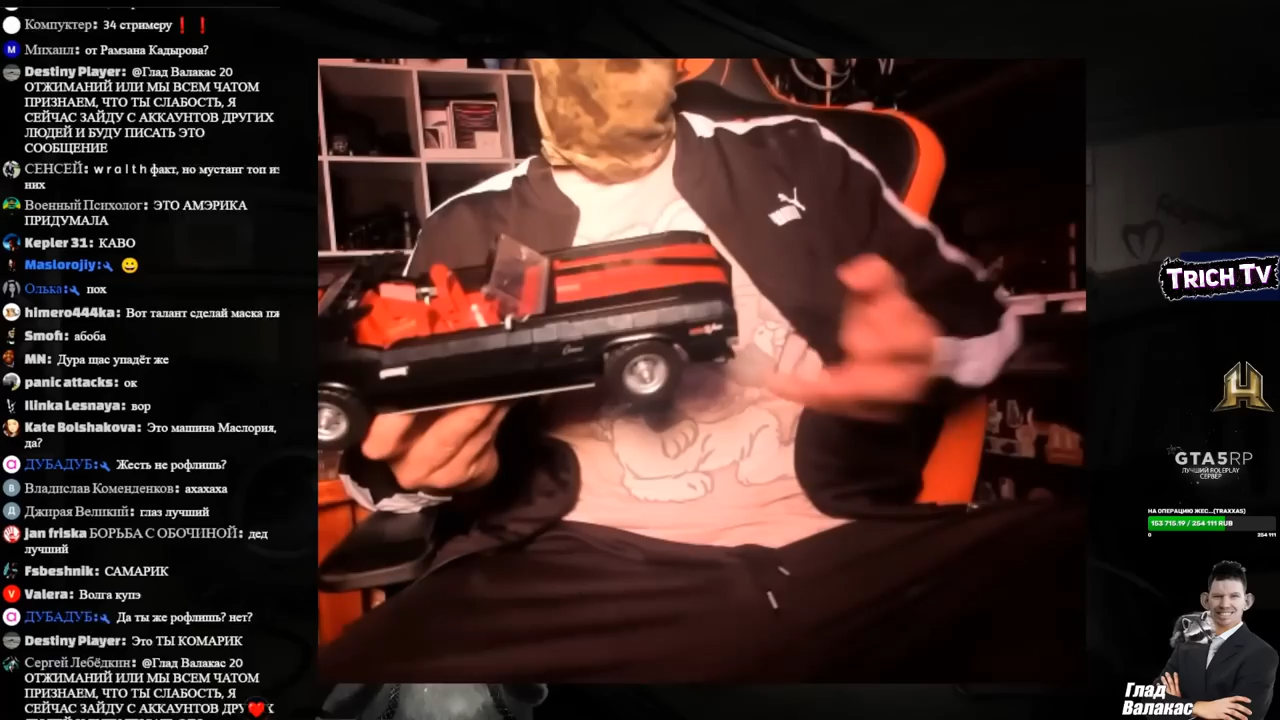 Компуктер: 34 стримеру❗❗
Михаил: от Рамзана Кадырова?
Destiny Player: @Глад Валакас 20
ОТЖИМАНИЙ ИЛИ МЫ ВСЕМ ЧАТОМ
ПРИЗНАЕМ, ЧТО ТЫ СЛАБОСТЬ, Я
СЕЙЧАС ЗАЙДУ С АККАУНТОВ ДРУГИХ
ЛЮДЕЙ И БУДУ ПИСАТЬ ЭТО
СООБЩЕНИЕ
СЕНСЕЙ: w r a l t h факт, но мустанг топ из
них
Военный Психолог: ЭТО АМЭРИКА
ПРИДУМАЛА
Kepler 31: КАВО
Maslorojiy: 😀
Олька: пох
himero444ka: Вот талант сделай маска
Smofi: абоба
MN: Дура щас упадёт же
panic attacks: ок
Ilinka Lesnaya: вор
Kate Bolshakova: Это машина Маслория,
да?
ДУБАДУБ: Жесть не рофлишь?
Владислав Коменденков: ахахаха
Джирая Великий: глаз лучший
jan friska БОРЬБА С ОБОЧИНОЙ: дед
лучший
Fsbeshnik: САМАРИК
Valera: Волга купэ
ДУБАДУБ: Да ты же рофлишь? нет?
Destiny Player: Это ТЫ КОМАРИК
Сергей Лебёдкин: @Глад Валакас 20
ОТЖИМАНИЙ ИЛИ МЫ ВСЕМ ЧАТОМ
ПРИЗНАЕМ, ЧТО ТЫ СЛАБОСТЬ, Я
СЕЙЧАС ЗАЙДУ С АККАУНТОВ
TRICH TV
GTA5RP
ЛУЧШИЙ ROLEPLAY
СЕРВЕР
НА ОПЕРАЦИЮ ЖЕС...(TRAXXAS)
153 715.19 / 254 111 RUB
0 254 111
Глад
Валакас